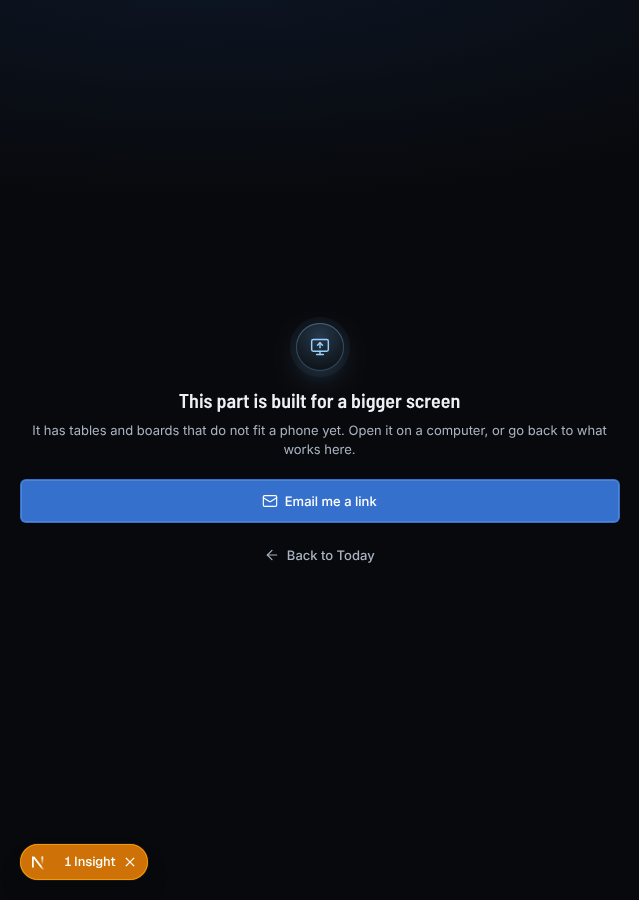 This part is built for a bigger screen
It has tables and boards that do not fit a phone yet. Open it on a computer, or go back to what
works here.
Email me a link
Back to Today
N 1 Insight